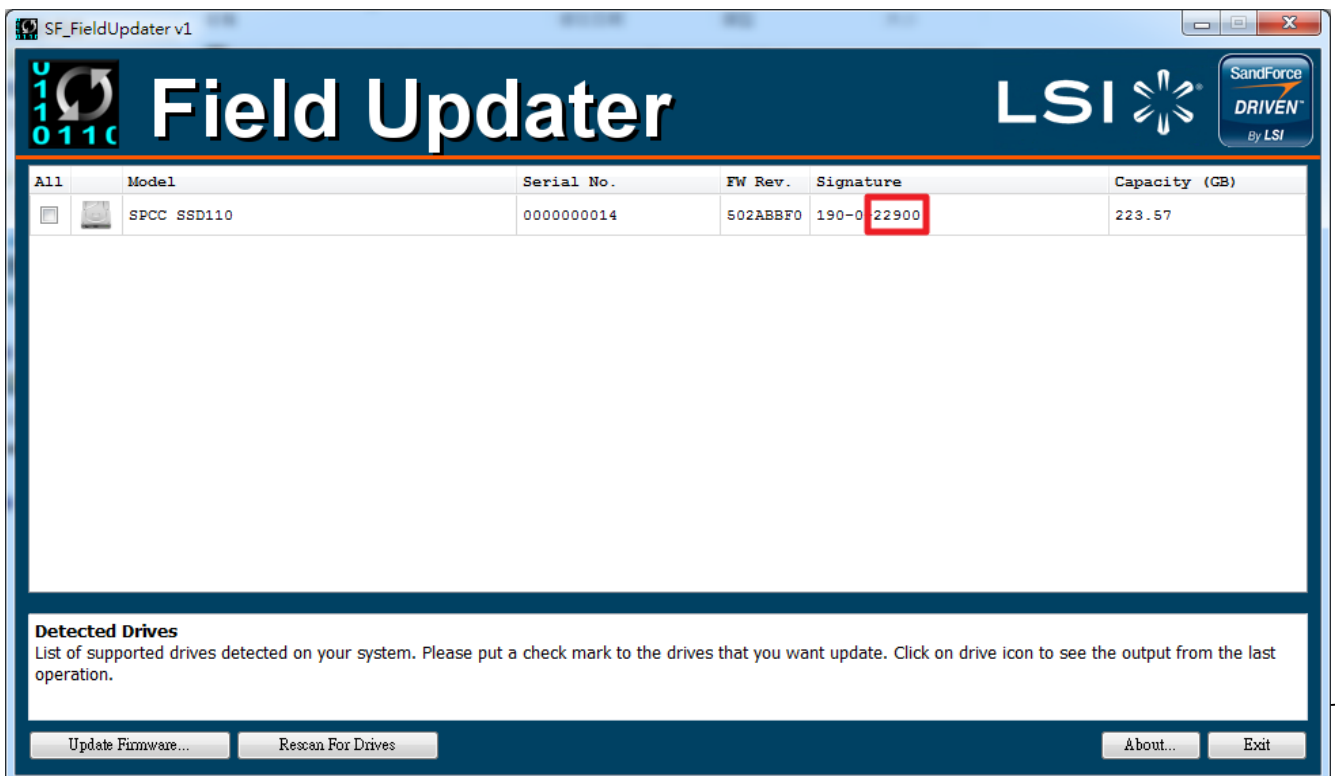 SF_FieldUpdater v1
Field Updater
LSI
SandForce
DRIVEN™
By LSI
All Model Serial No. FW Rev. Signature Capacity (GB)
SPCC SSD110 0000000014 502ABBF0 190-0-22900 223.57
Detected Drives
List of supported drives detected on your system. Please put a check mark to the drives that you want update. Click on drive icon to see the output from the last
operation.
Update Firmware... Rescan For Drives About... Exit